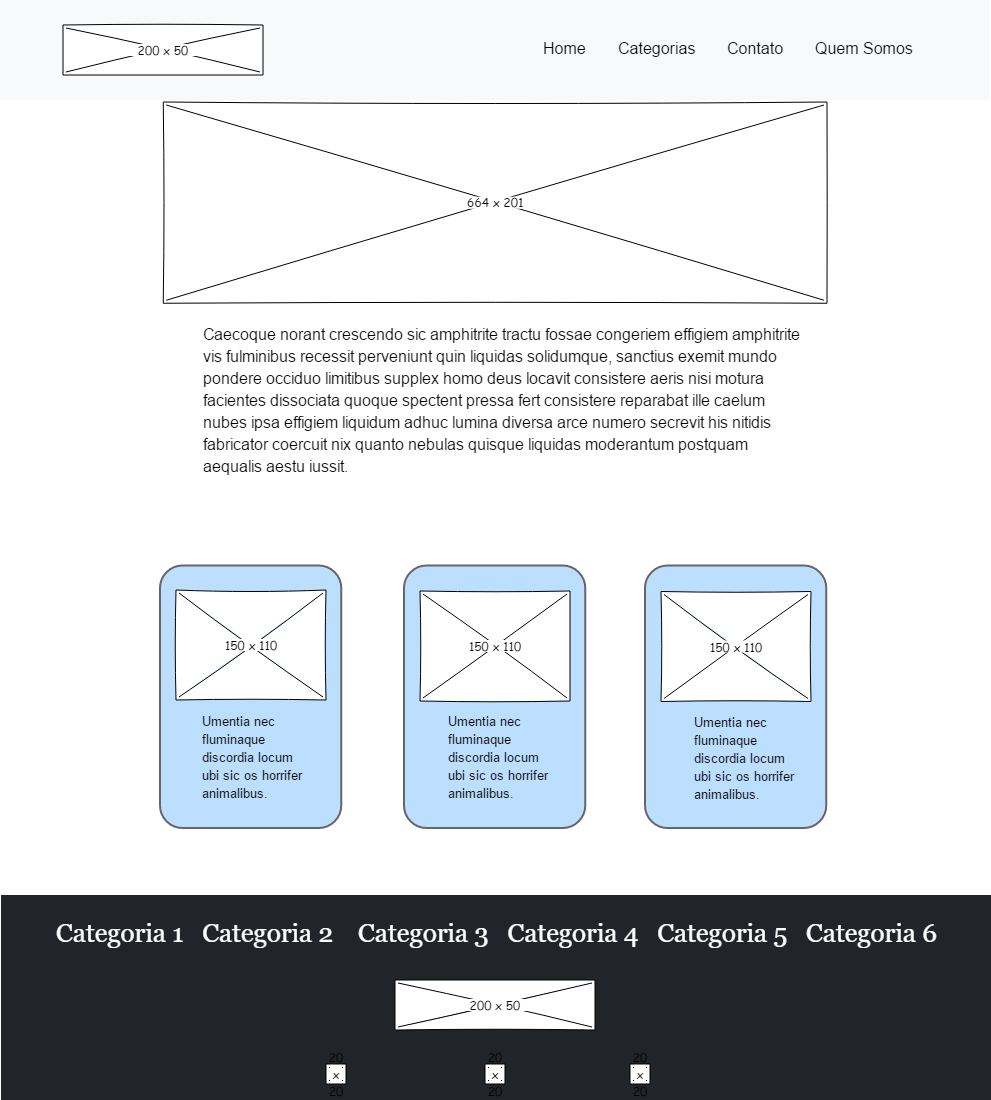 200 x 50
Home Categorias Contato Quem Somos
664 x 201
Caecoque norant crescendo sic amphitrite tractu fossae congeriem effigiem amphitrite
vis fulminibus recessit perveniunt quin liquidas solidumque, sanctius exemit mundo
pondere occiduo limitibus supplex homo deus locavit consistere aeris nisi motura
facientes dissociata quoque spectent pressa fert consistere reparabat ille caelum
nubes ipsa effigiem liquidum adhuc lumina diversa arce numero secrevit his nitidis
fabricator coercuit nix quanto nebulas quisque liquidas moderantum postquam
aequalis aestu iussit.
150 x 110
Umentia nec
fluminaque
discordia locum
ubi sic os horrifer
animalibus.
150 x 110
Umentia nec
fluminaque
discordia locum
ubi sic os horrifer
animalibus.
150 x 110
Umentia nec
fluminaque
discordia locum
ubi sic os horrifer
animalibus.
Categoria 1 Categoria 2 Categoria 3 Categoria 4 Categoria 5 Categoria 6
200 x 50
20
x
20
20
x
20
20
x
20